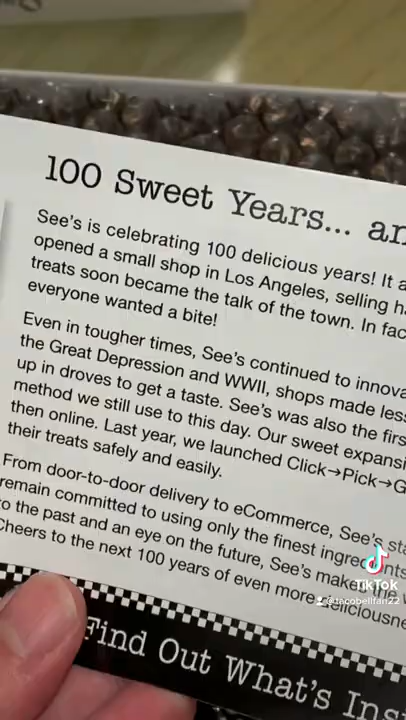 100 Sweet Years... an
See's is celebrating 100 delicious years! It a
opened a small shop in Los Angeles, selling h
treats soon became the talk of the town. In fac
everyone wanted a bite!
Even in tougher times, See's continued to innova
the Great Depression and WWII, shops made less
up in droves to get a taste. See's was also the firs
method we still use to this day. Our sweet expansi
then online. Last year, we launched Click→Pick→G
their treats safely and easily.
From door-to-door delivery to eCommerce, See's sta
remain committed to using only the finest ingredients
to the past and an eye on the future, See's makes the
Cheers to the next 100 years of even more deliciousne
TikTok
@tacobellfan22
Find Out What's Ins